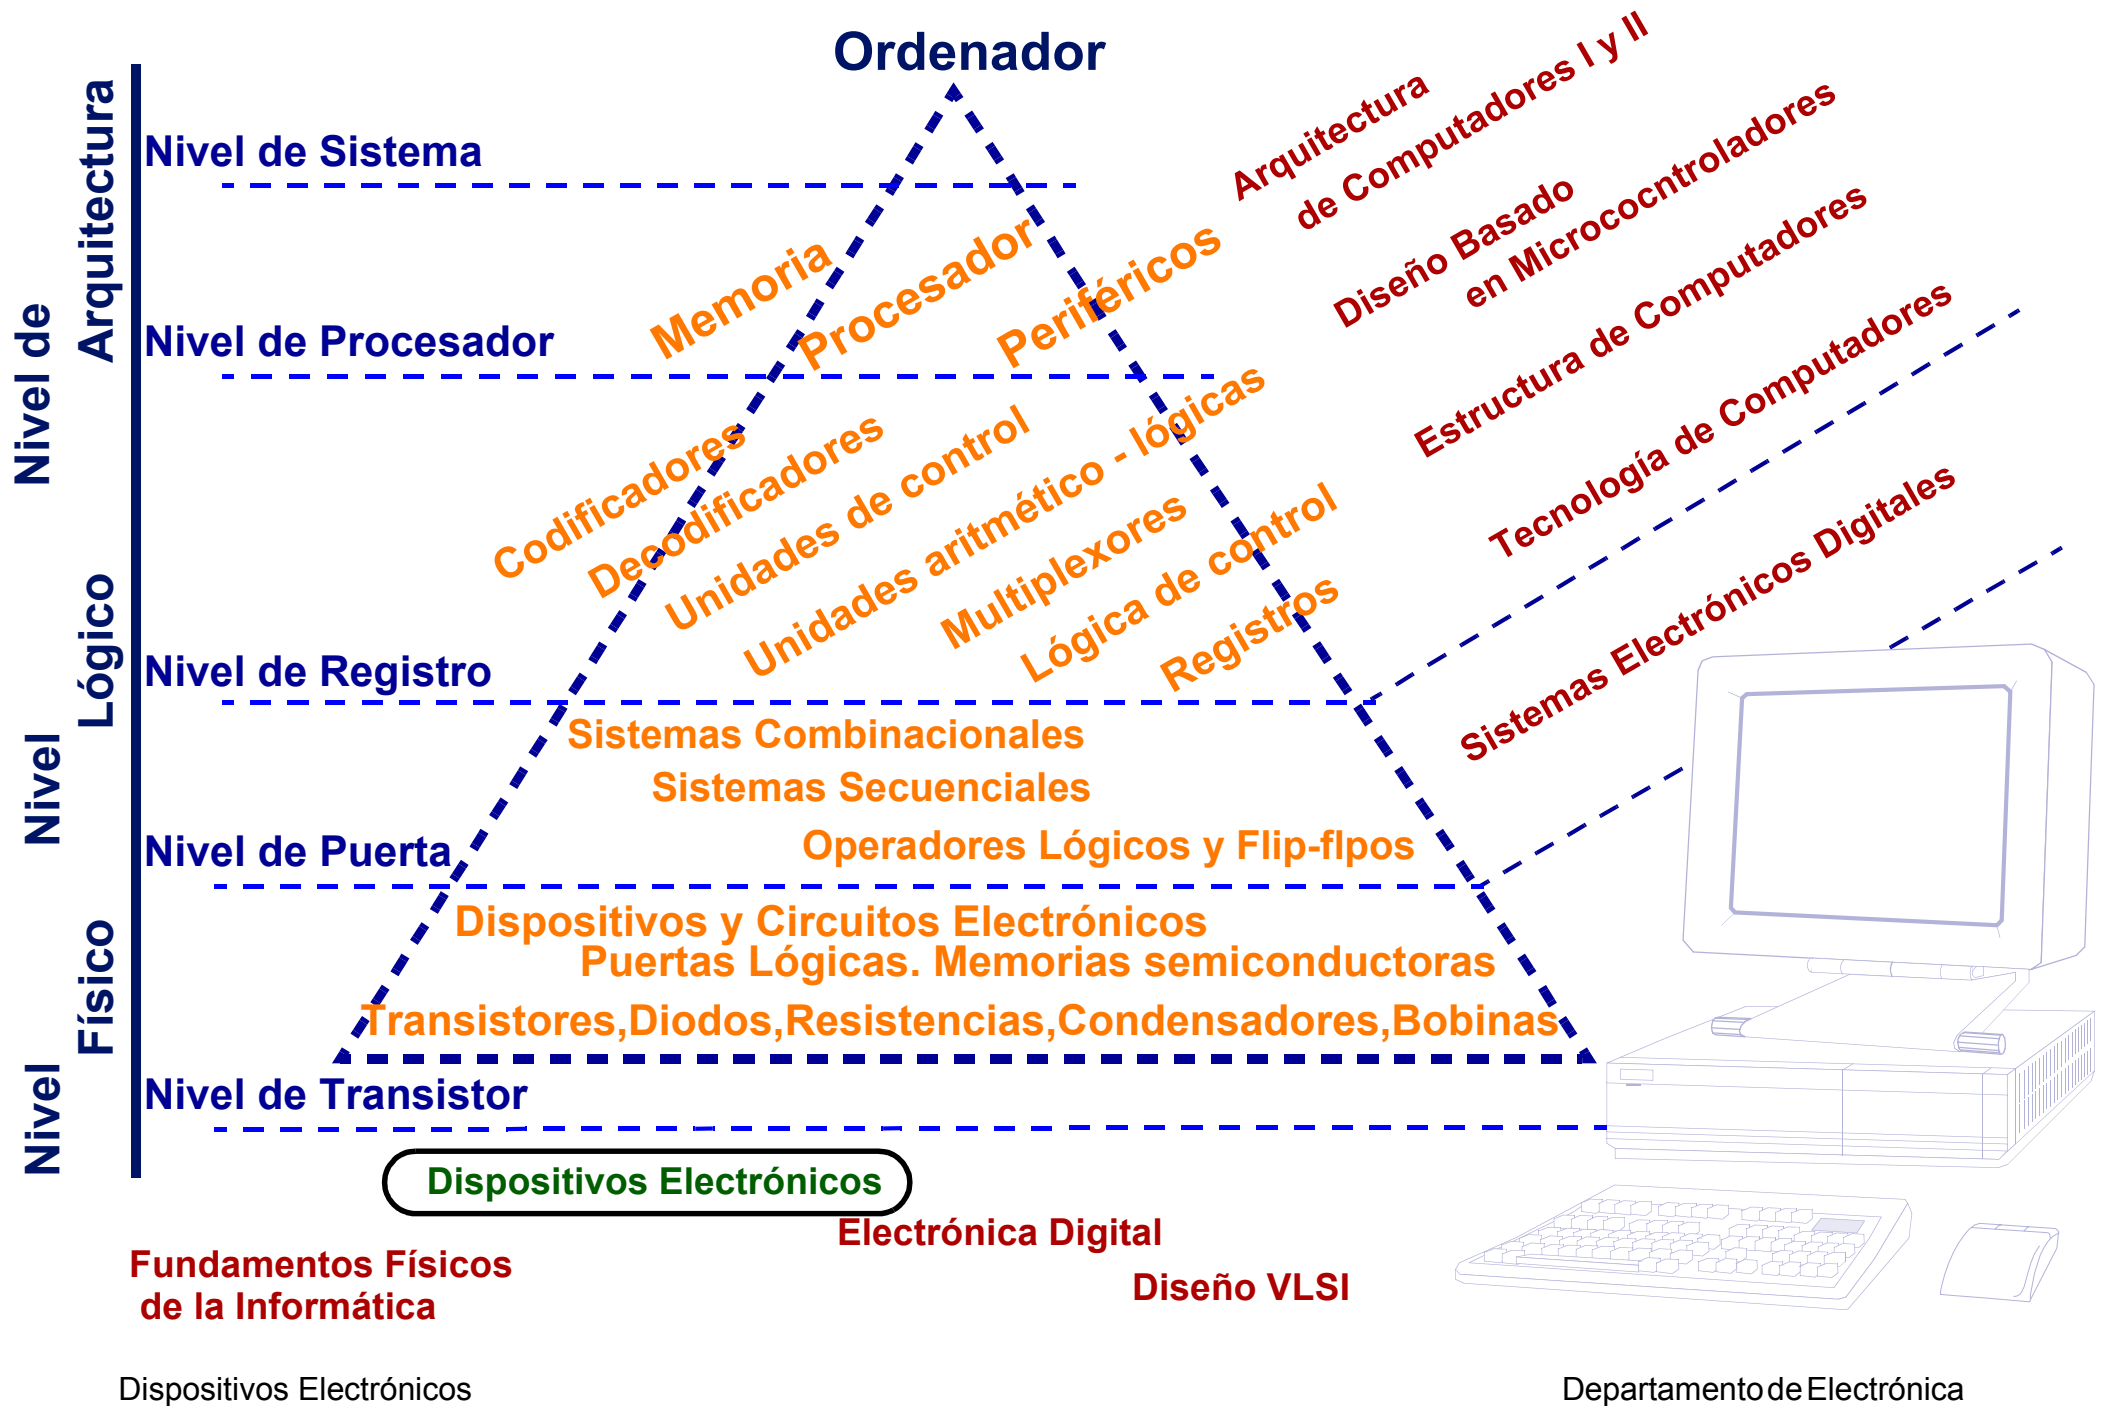 Ordenador
Nivel de
Arquitectura
Nivel
Lógico
Nivel
Físico
Nivel de Sistema
Nivel de Procesador
Nivel de Registro
Nivel de Puerta
Nivel de Transistor
Memoria
Procesador
Periféricos
Codificadores
Decodificadores
Unidades de control
Unidades aritmético - lógicas
Multiplexores
Lógica de control
Registros
Sistemas Combinacionales
Sistemas Secuenciales
Operadores Lógicos y Flip-flpos
Dispositivos y Circuitos Electrónicos
Puertas Lógicas. Memorias semiconductoras
Transistores,Diodos,Resistencias,Condensadores,Bobinas
Arquitectura
de Computadores I y II
Diseño Basado
en Micrococntroladores
Estructura de Computadores
Tecnología de Computadores
Sistemas Electrónicos Digitales
Dispositivos Electrónicos
Electrónica Digital
Fundamentos Físicos
de la Informática
Diseño VLSI
Dispositivos Electrónicos
Departamento de Electrónica